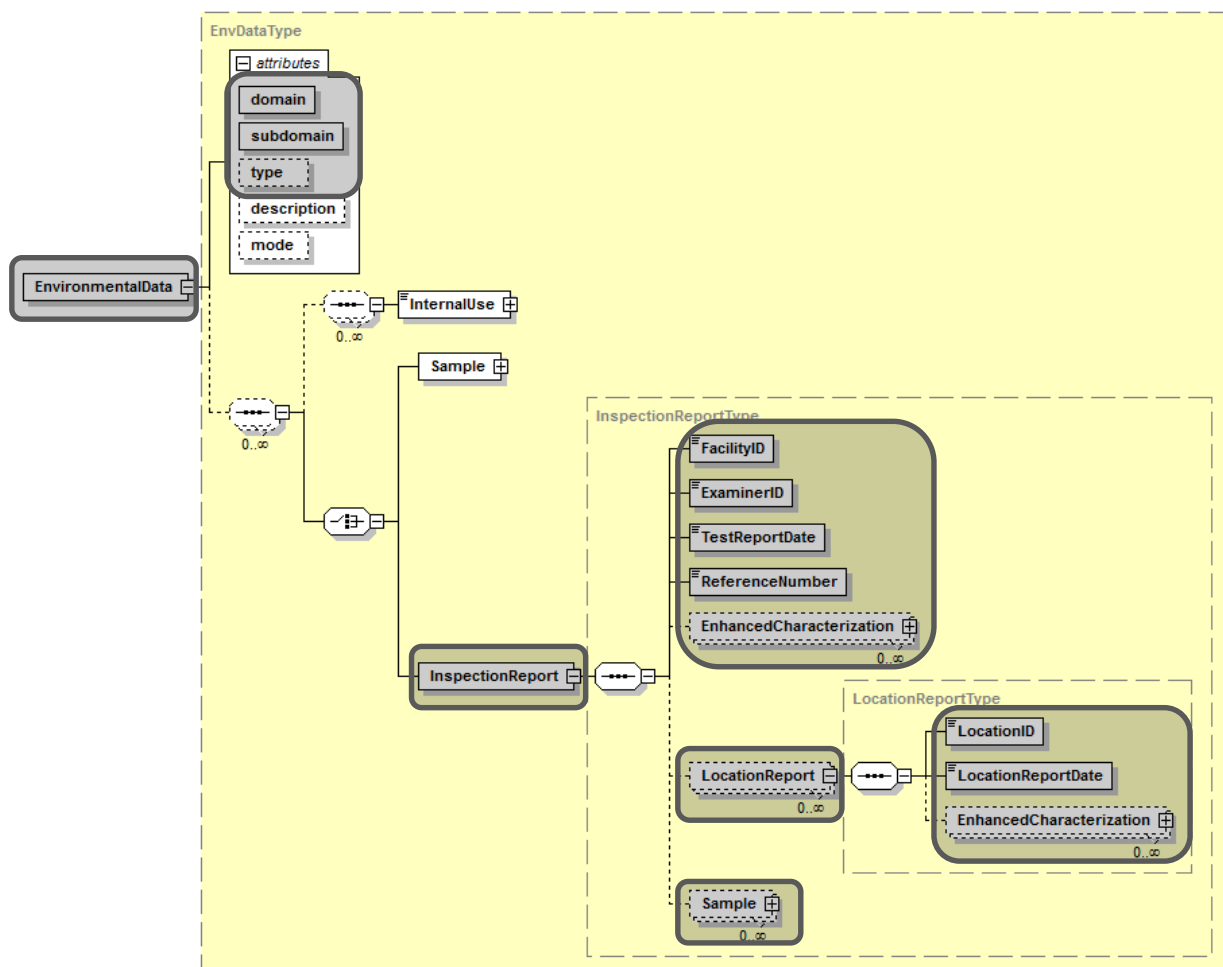 EnvDataType
attributes
domain
subdomain
type
description
mode
EnvironmentalData
InternalUse
0..∞
Sample
0..∞
InspectionReportType
FacilityID
ExaminerID
TestReportDate
ReferenceNumber
EnhancedCharacterization
0..∞
InspectionReport
LocationReportType
LocationID
LocationReport
LocationReportDate
0..∞
EnhancedCharacterization
0..∞
Sample
0..∞